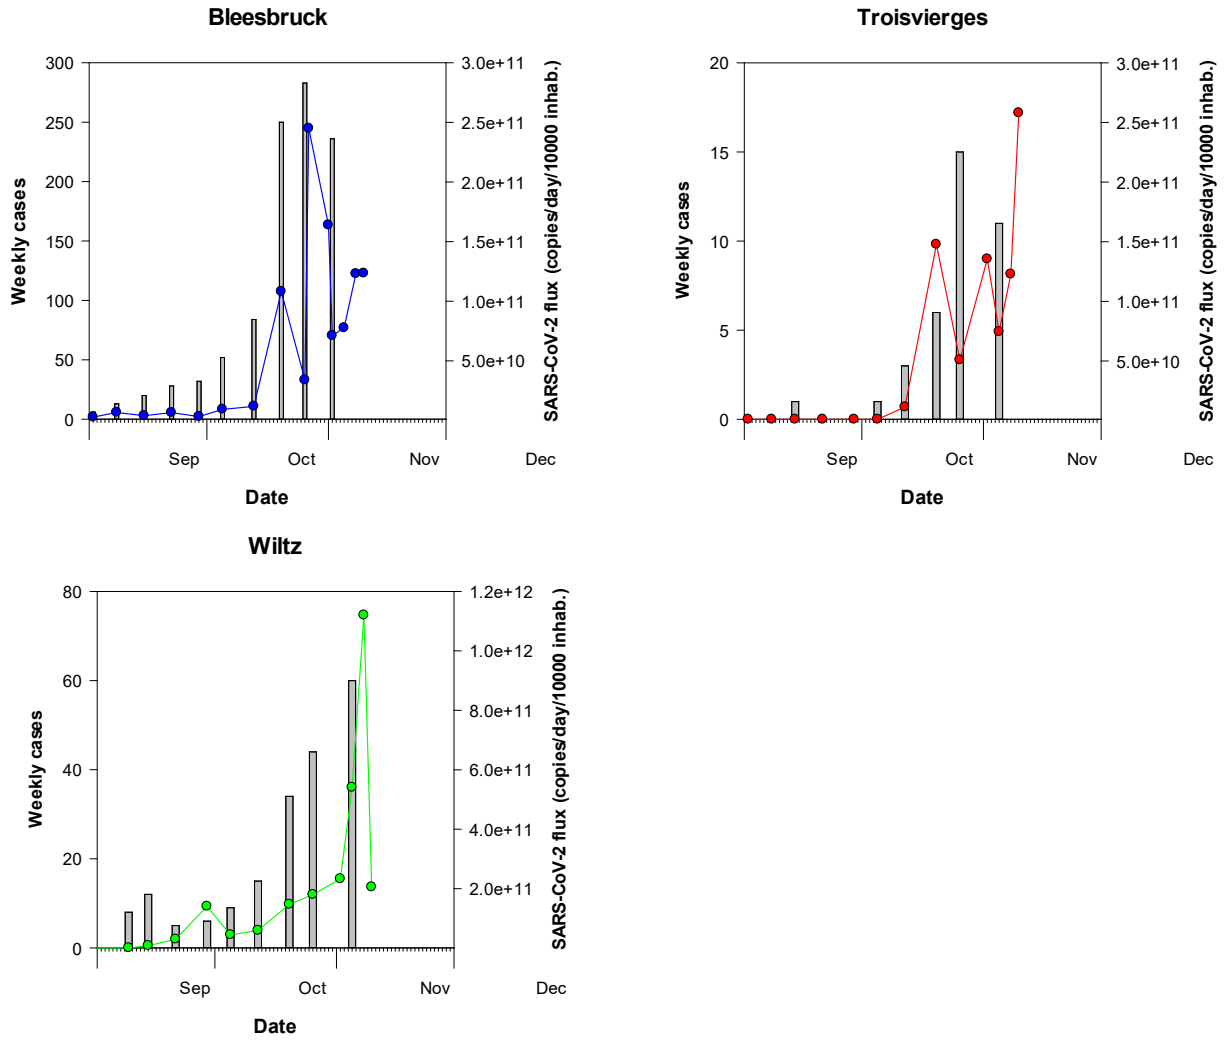 Bleesbruck
Weekly cases
300
250
200
150
100
50
0
3.0e+11
2.5e+11
2.0e+11
1.5e+11
1.0e+11
5.0e+10
SARS-CoV-2 flux (copies/day/10000 inhab.)
Sep Oct Nov Dec
Date
Troisvierges
Weekly cases
20
15
10
5
0
3.0e+11
2.5e+11
2.0e+11
1.5e+11
1.0e+11
5.0e+10
SARS-CoV-2 flux (copies/day/10000 inhab.)
Sep Oct Nov Dec
Date
Wiltz
Weekly cases
80
60
40
20
0
1.2e+12
1.0e+12
8.0e+11
6.0e+11
4.0e+11
2.0e+11
SARS-CoV-2 flux (copies/day/10000 inhab.)
Sep Oct Nov Dec
Date